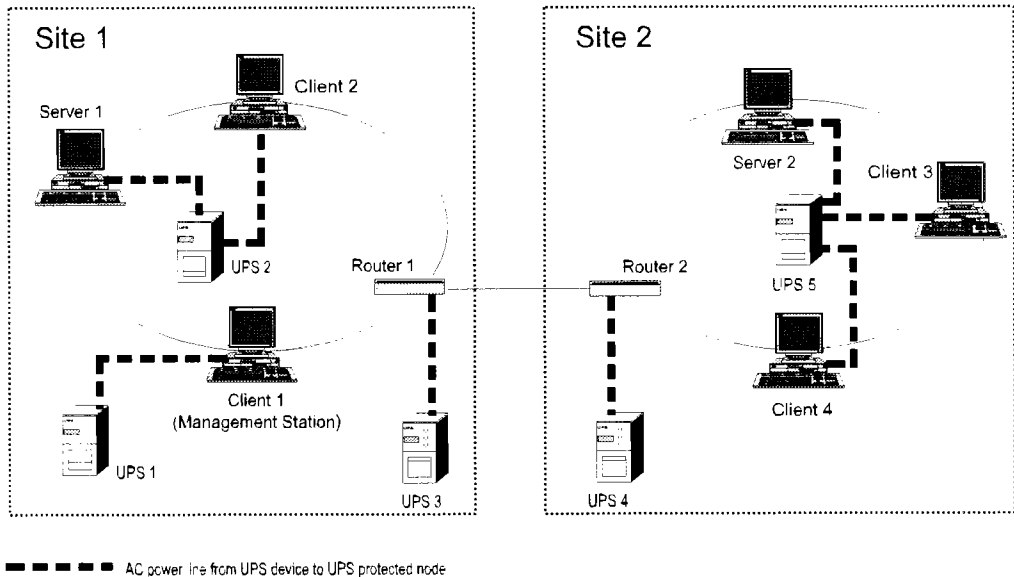 Site 1
Site 2
Client 2
Server 1
Server 2
Client 3
UPS 2
Router 1
Router 2
UPS 5
Client 1
(Management Station)
Client 4
UPS 1
UPS 3
UPS 4
AC power line from UPS device to UPS protected node